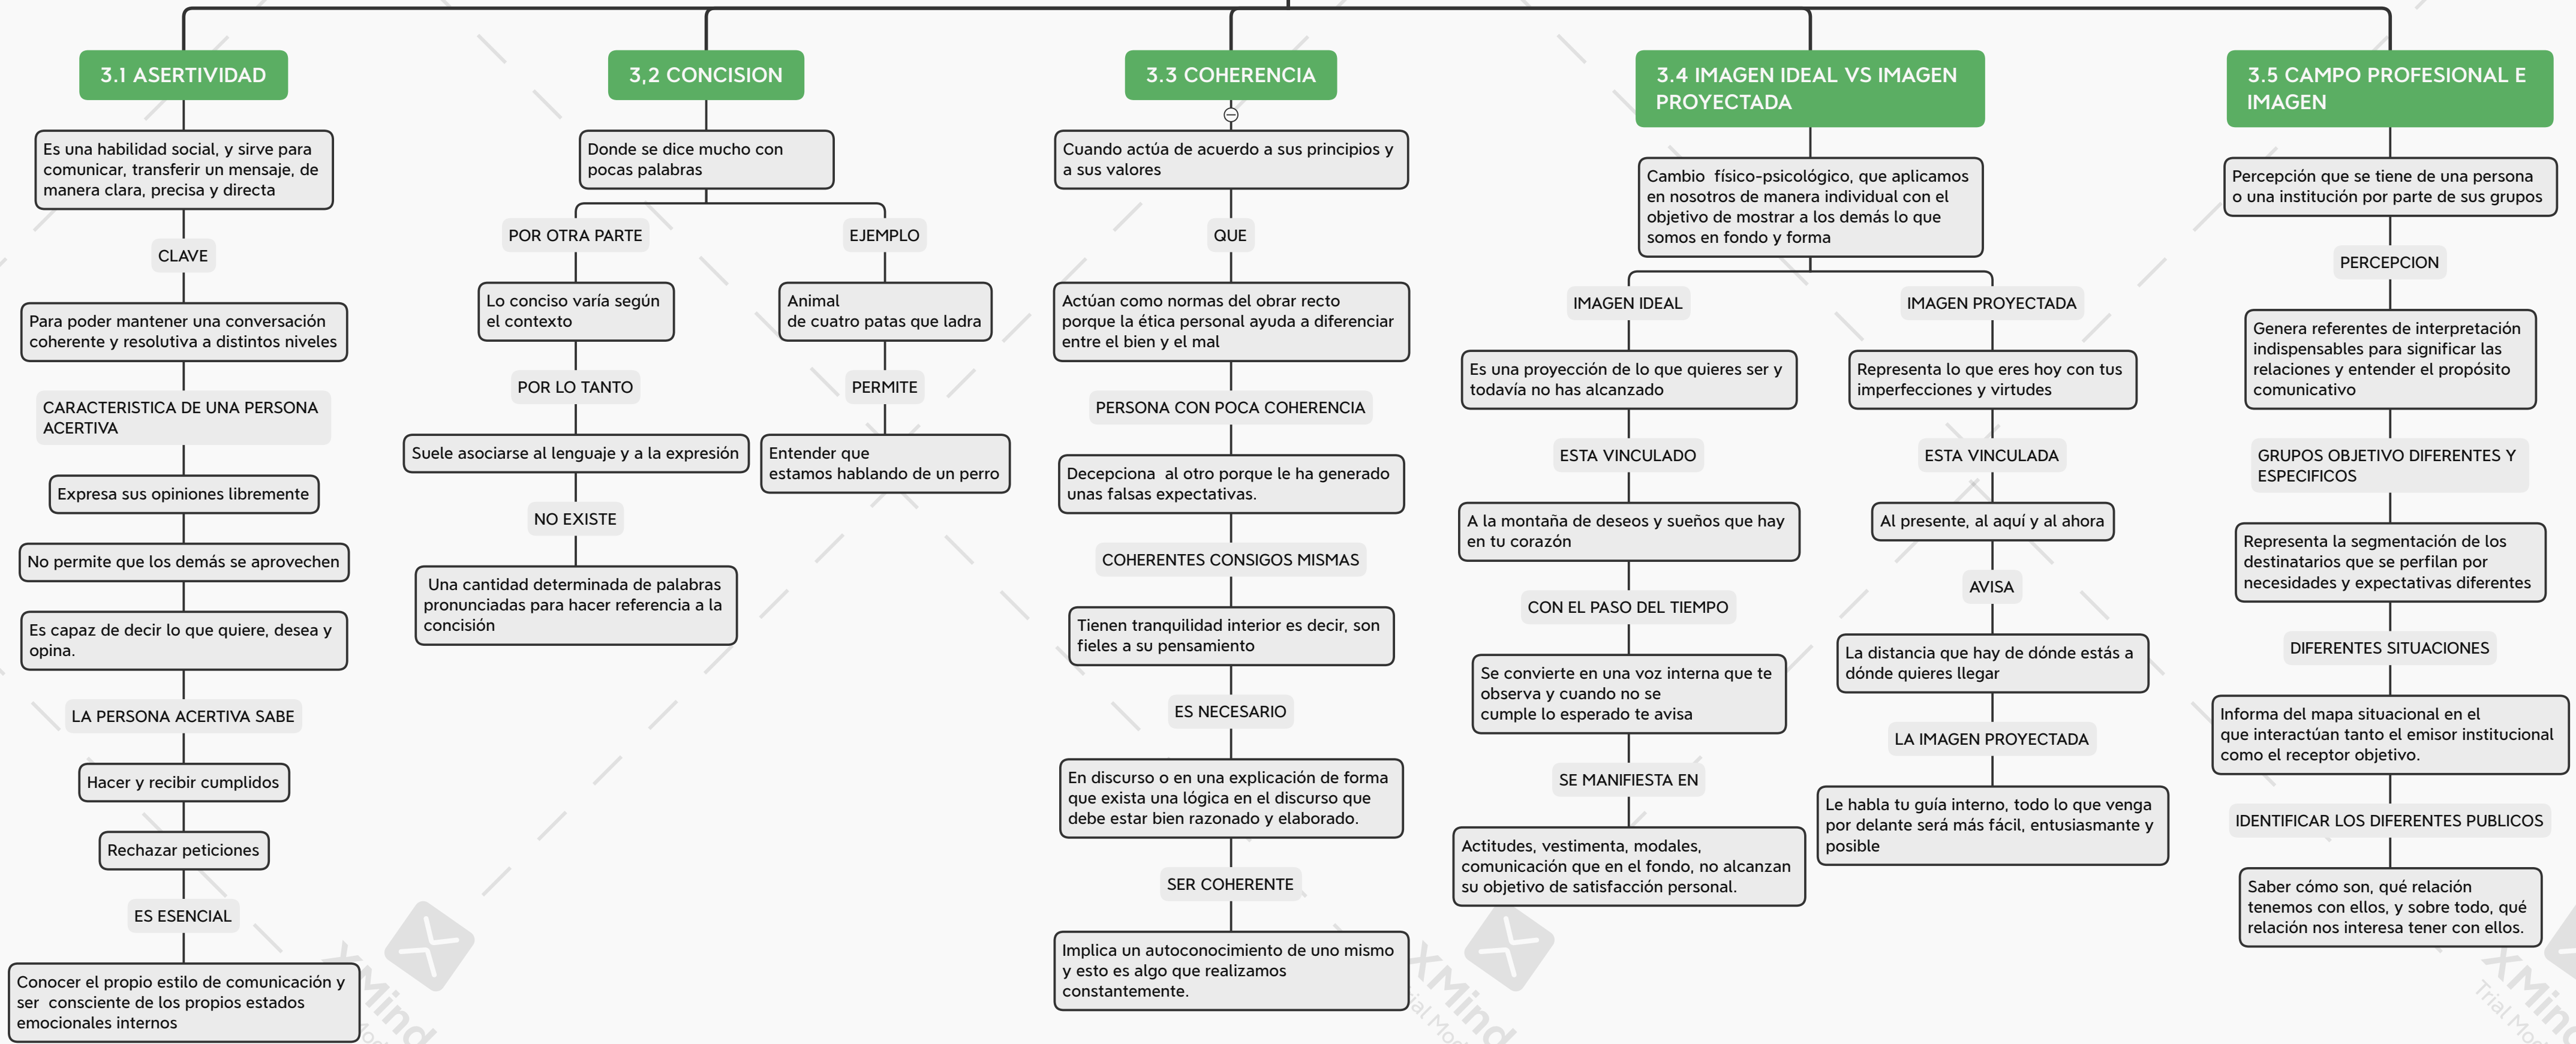 3.1 ASERTIVIDAD
Es una habilidad social, y sirve para
comunicar, transferir un mensaje, de
manera clara, precisa y directa
CLAVE
Para poder mantener una conversación
coherente y resolutiva a distintos niveles
CARACTERISTICA DE UNA PERSONA
ACERTIVA
Expresa sus opiniones libremente
No permite que los demás se aprovechen
Es capaz de decir lo que quiere, desea y
opina.
LA PERSONA ACERTIVA SABE
Hacer y recibir cumplidos
Rechazar peticiones
ES ESENCIAL
Conocer el propio estilo de comunicación y
ser  consciente de los propios estados
emocionales internos
3,2 CONCISION
Donde se dice mucho con
pocas palabras
POR OTRA PARTE
Lo conciso varía según
el contexto
POR LO TANTO
Suele asociarse al lenguaje y a la expresión
NO EXISTE
Una cantidad determinada de palabras
pronunciadas para hacer referencia a la
concisión
EJEMPLO
Animal
de cuatro patas que ladra
PERMITE
Entender que
estamos hablando de un perro
3.3 COHERENCIA
Cuando actúa de acuerdo a sus principios y
a sus valores
QUE
Actúan como normas del obrar recto
porque la ética personal ayuda a diferenciar
entre el bien y el mal
PERSONA CON POCA COHERENCIA
Decepciona  al otro porque le ha generado
unas falsas expectativas.
COHERENTES CONSIGOS MISMAS
Tienen tranquilidad interior es decir, son
fieles a su pensamiento
ES NECESARIO
En discurso o en una explicación de forma
que exista una lógica en el discurso que
debe estar bien razonado y elaborado.
SER COHERENTE
Implica un autoconocimiento de uno mismo
y esto es algo que realizamos
constantemente.
3.4 IMAGEN IDEAL VS IMAGEN
PROYECTADA
Cambio  físico-psicológico, que aplicamos
en nosotros de manera individual con el
objetivo de mostrar a los demás lo que
somos en fondo y forma
IMAGEN IDEAL
Es una proyección de lo que quieres ser y
todavía no has alcanzado
ESTA VINCULADO
A la montaña de deseos y sueños que hay
en tu corazón
CON EL PASO DEL TIEMPO
Se convierte en una voz interna que te
observa y cuando no se
cumple lo esperado te avisa
SE MANIFIESTA EN
Actitudes, vestimenta, modales,
comunicación que en el fondo, no alcanzan
su objetivo de satisfacción personal.
IMAGEN PROYECTADA
Representa lo que eres hoy con tus
imperfecciones y virtudes
ESTA VINCULADA
Al presente, al aquí y al ahora
AVISA
La distancia que hay de dónde estás a
dónde quieres llegar
LA IMAGEN PROYECTADA
Le habla tu guía interno, todo lo que venga
por delante será más fácil, entusiasmante y
posible
3.5 CAMPO PROFESIONAL E
IMAGEN
Percepción que se tiene de una persona
o una institución por parte de sus grupos
PERCEPCION
Genera referentes de interpretación
indispensables para significar las
relaciones y entender el propósito
comunicativo
GRUPOS OBJETIVO DIFERENTES Y
ESPECIFICOS
Representa la segmentación de los
destinatarios que se perfilan por
necesidades y expectativas diferentes
DIFERENTES SITUACIONES
Informa del mapa situacional en el
que interactúan tanto el emisor institucional
como el receptor objetivo.
IDENTIFICAR LOS DIFERENTES PUBLICOS
Saber cómo son, qué relación
tenemos con ellos, y sobre todo, qué
relación nos interesa tener con ellos.
XMind
XMind
XMind
Trial